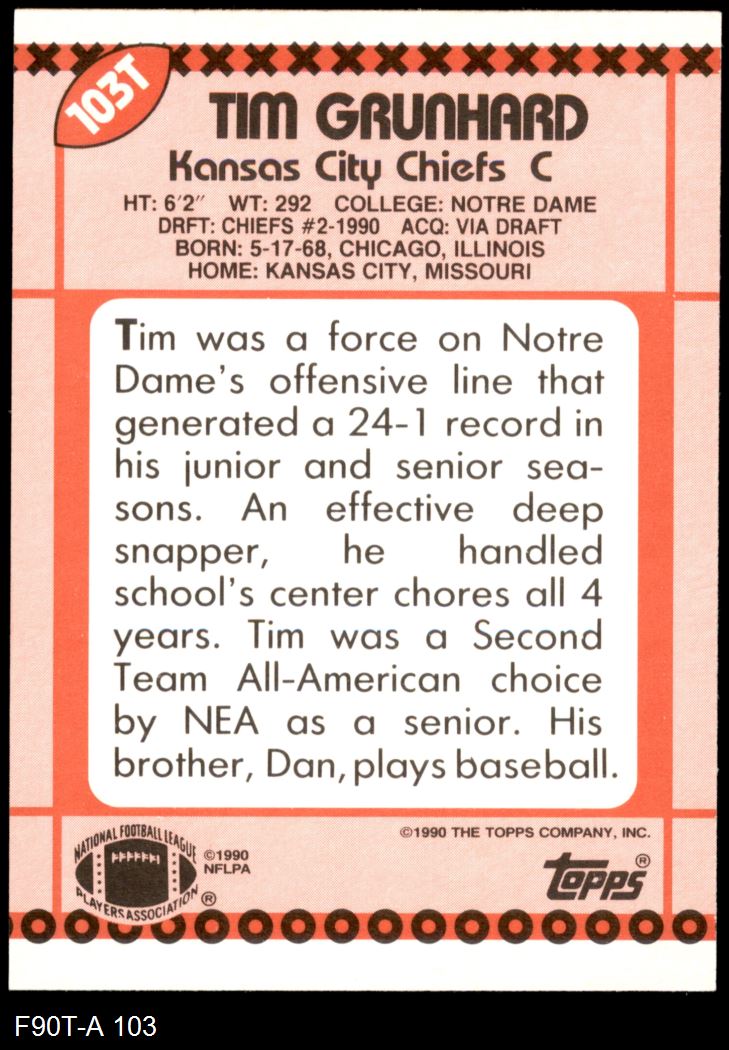 103T
TIM GRUNHARD
Kansas City Chiefs C
HT: 6'2" WT: 292 COLLEGE: NOTRE DAME
DRFT: CHIEFS #2-1990 ACQ: VIA DRAFT
BORN: 5-17-68, CHICAGO, ILLINOIS
HOME: KANSAS CITY, MISSOURI
Tim was a force on Notre
Dame's offensive line that
generated a 24-1 record in
his junior and senior sea-
sons. An effective deep
snapper, he handled
school's center chores all 4
years. Tim was a Second
Team All-American choice
by NEA as a senior. His
brother, Dan, plays baseball.
©1990 THE TOPPS COMPANY, INC.
NATIONAL FOOTBALL LEAGUE
PLAYERS ASSOCIATION ®
©1990
NFLPA
Topps®
F90T-A 103